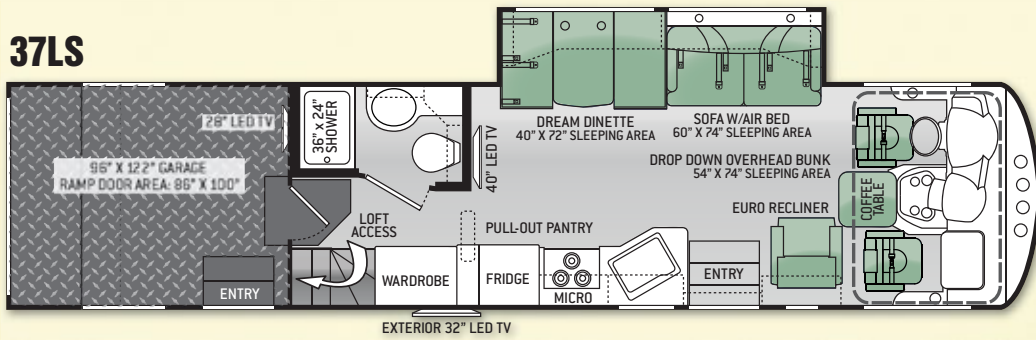 37LS
28" LED TV
96" X 122" GARAGE
RAMP DOOR AREA: 86" X 100"
36" x 24"
SHOWER
40" LED TV
DREAM DINETTE
40" X 72" SLEEPING AREA
SOFA W/AIR BED
60" X 74" SLEEPING AREA
DROP DOWN OVERHEAD BUNK
54" X 74" SLEEPING AREA
EURO RECLINER
COFFEE
TABLE
LOFT
ACCESS
PULL-OUT PANTRY
ENTRY
WARDROBE
FRIDGE
MICRO
ENTRY
EXTERIOR 32" LED TV